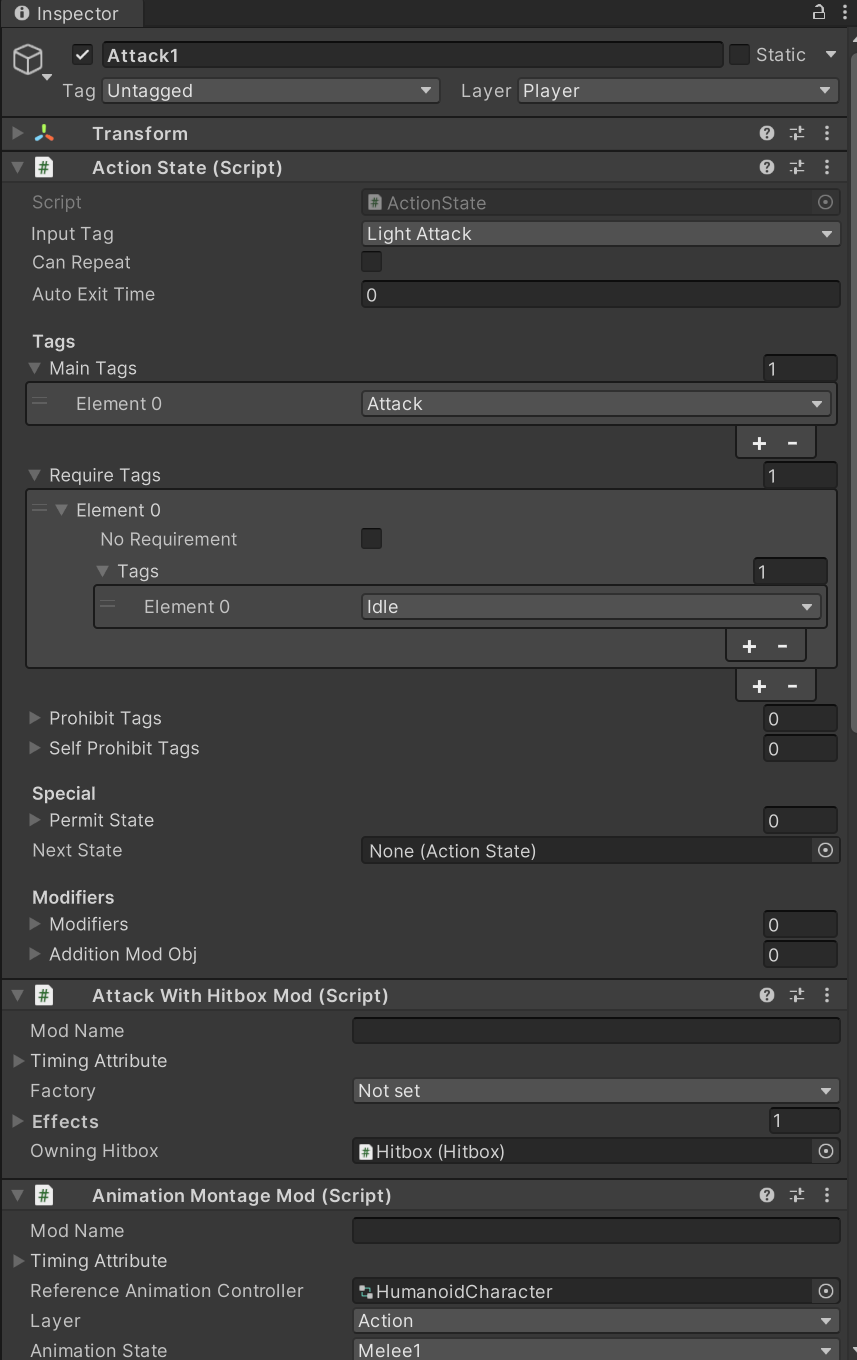 Inspector
Attack1
Static
Tag Untagged Layer Player
Transform
# Action State (Script)
Script # ActionState
Input Tag Light Attack
Can Repeat
Auto Exit Time 0
Tags
Main Tags 1
Element 0 Attack
+ -
Require Tags 1
Element 0
No Requirement
Tags 1
Element 0 Idle
+ -
+ -
Prohibit Tags 0
Self Prohibit Tags 0
Special
Permit State 0
Next State None (Action State)
Modifiers
Modifiers 0
Addition Mod Obj 0
# Attack With Hitbox Mod (Script)
Mod Name
Timing Attribute
Factory Not set
Effects 1
Owning Hitbox # Hitbox (Hitbox)
# Animation Montage Mod (Script)
Mod Name
Timing Attribute
Reference Animation Controller HumanoidCharacter
Layer Action
Animation State Melee1